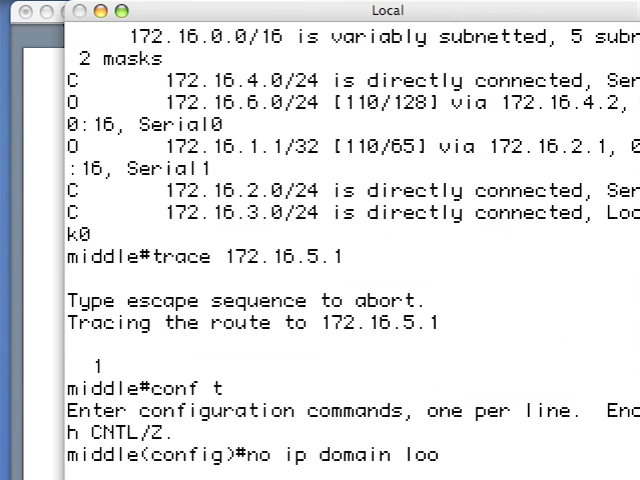 Local
172.16.0.0/16 is variably subnetted, 5 subn
2 masks
C 172.16.4.0/24 is directly connected, Ser
O 172.16.6.0/24 [110/128] via 172.16.4.2,
0:16, Serial0
O 172.16.1.1/32 [110/65] via 172.16.2.1, 0
:16, Serial1
C 172.16.2.0/24 is directly connected, Ser
C 172.16.3.0/24 is directly connected, Loo
k0
middle#trace 172.16.5.1
Type escape sequence to abort.
Tracing the route to 172.16.5.1
1
middle#conf t
Enter configuration commands, one per line. Enc
h CNTL/Z.
middle(config)#no ip domain loo